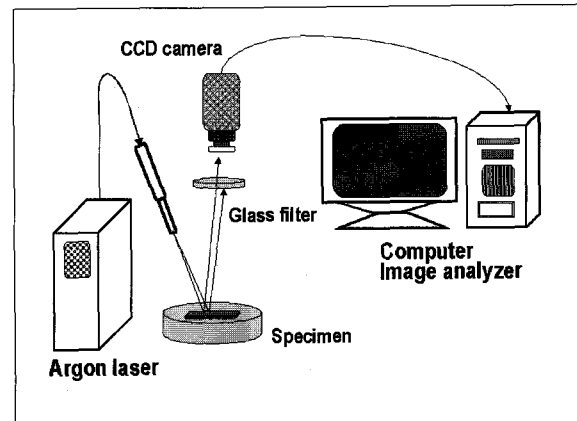 CCD camera
Glass filter
Computer
Image analyzer
Specimen
Argon laser